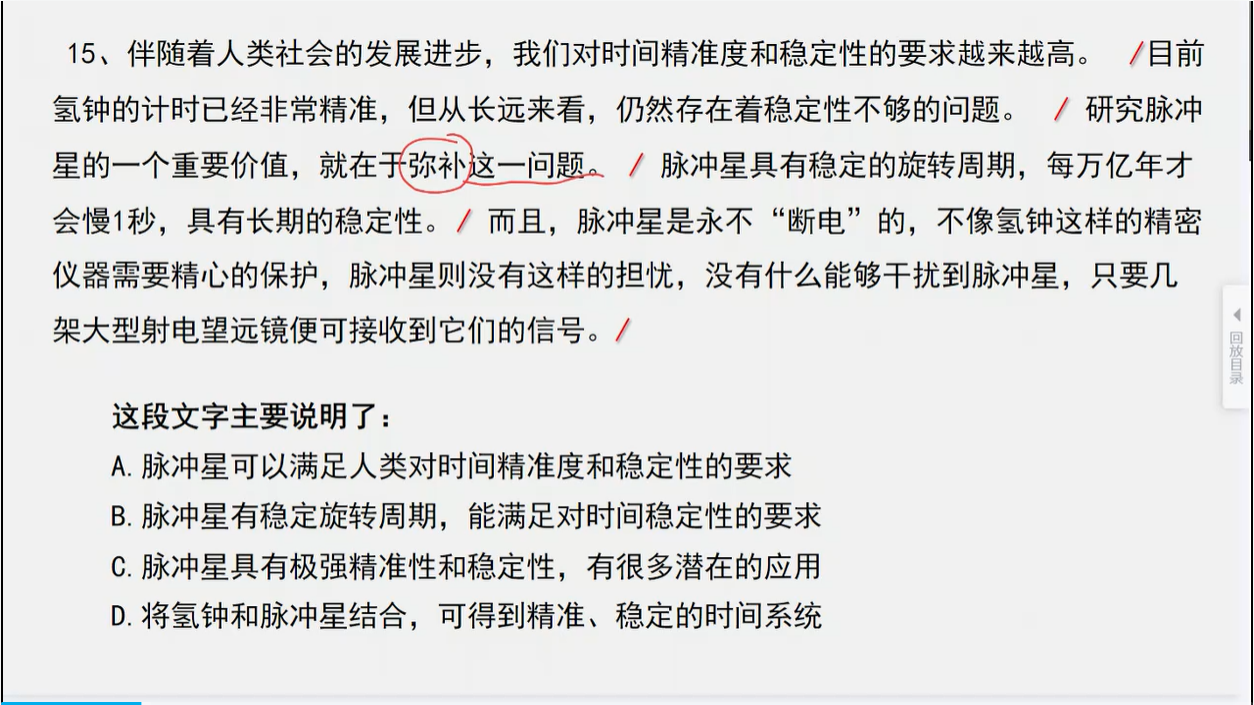 15、伴随着人类社会的发展进步，我们对时间精准度和稳定性的要求越来越高。 /目前
氢钟的计时已经非常精准，但从长远来看，仍然存在着稳定性不够的问题。 / 研究脉冲
星的一个重要价值，就在于弥补这一问题。 / 脉冲星具有稳定的旋转周期，每万亿年才
会慢1秒，具有长期的稳定性。/ 而且，脉冲星是永不“断电”的，不像氢钟这样的精密
仪器需要精心的保护，脉冲星则没有这样的担忧，没有什么能够干扰到脉冲星，只要几
架大型射电望远镜便可接收到它们的信号。/
这段文字主要说明了：
A. 脉冲星可以满足人类对时间精准度和稳定性的要求
B. 脉冲星有稳定旋转周期，能满足对时间稳定性的要求
C. 脉冲星具有极强精准性和稳定性，有很多潜在的应用
D. 将氢钟和脉冲星结合，可得到精准、稳定的时间系统
回放目录